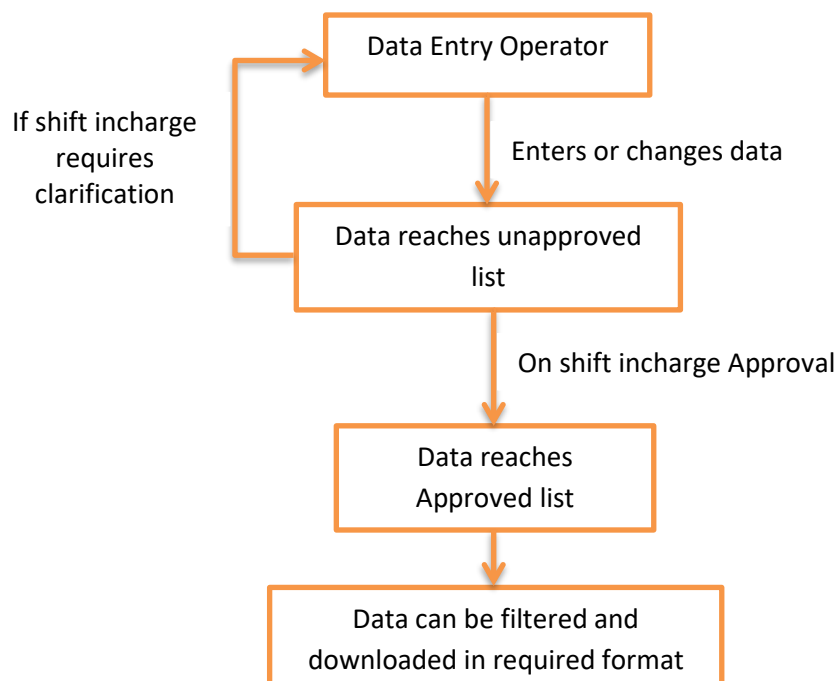 Data Entry Operator
If shift incharge
requires
clarification
Enters or changes data
Data reaches unapproved
list
On shift incharge Approval
Data reaches
Approved list
Data can be filtered and
downloaded in required format